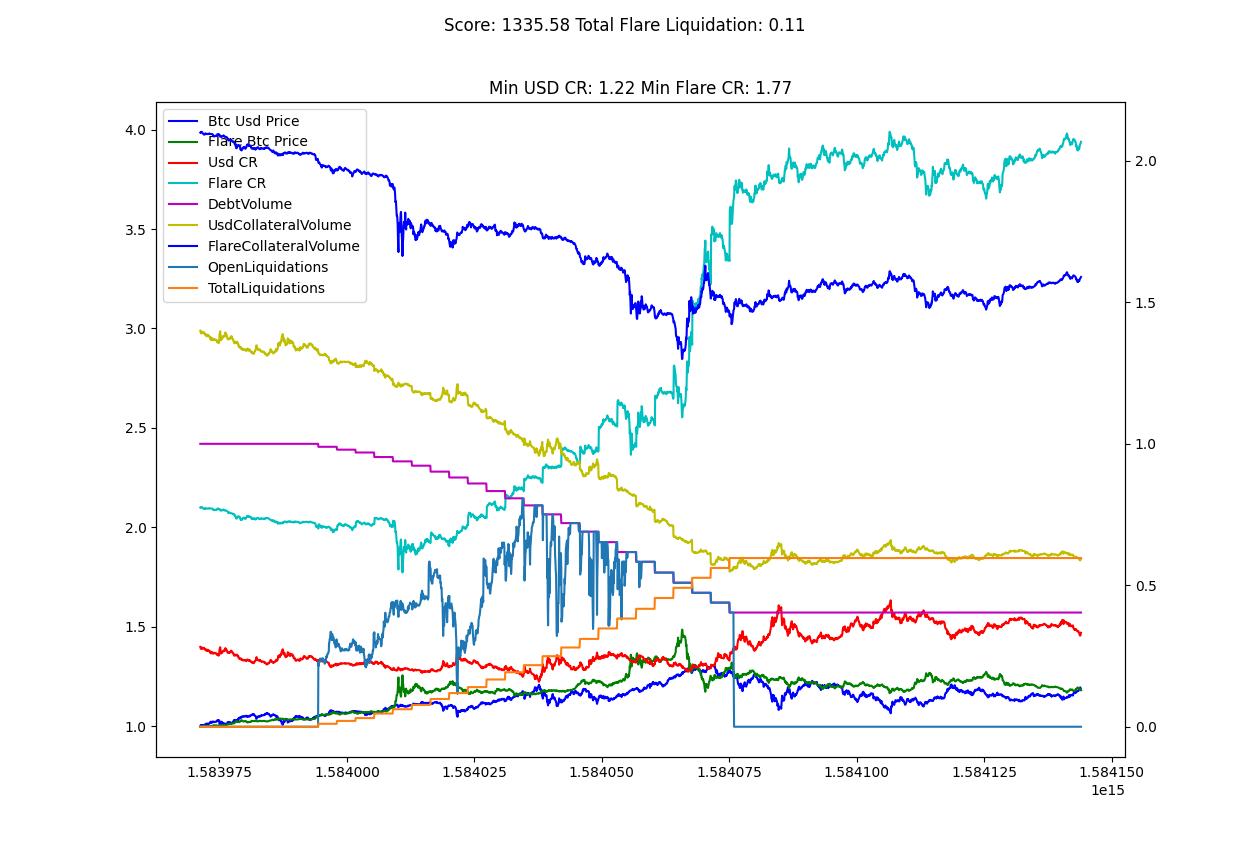 Score: 1335.58 Total Flare Liquidation: 0.11
Min USD CR: 1.22 Min Flare CR: 1.77
Btc Usd Price
Flare Btc Price
Usd CR
Flare CR
DebtVolume
UsdCollateralVolume
FlareCollateralVolume
OpenLiquidations
TotalLiquidations
4.0
3.5
3.0
2.5
2.0
1.5
1.0
2.0
1.5
1.0
0.5
0.0
1.583975 1.584000 1.584025 1.584050 1.584075 1.584100 1.584125 1.584150
1e15